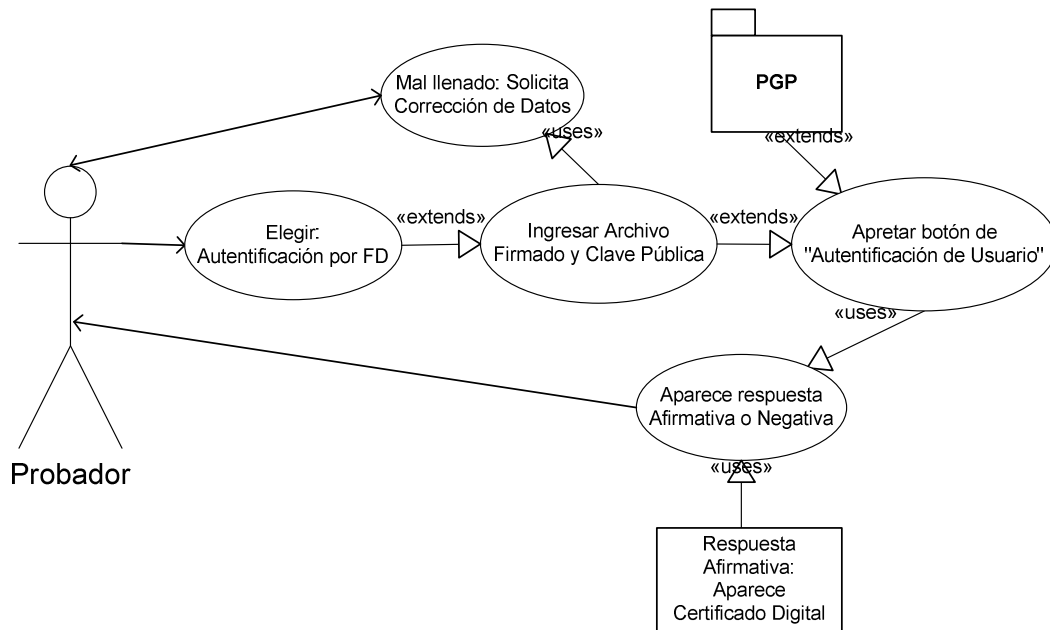 PGP
Mal llenado: Solicita
Corrección de Datos
«uses»
«extends»
Elegir:
Autentificación por FD
«extends»
Ingresar Archivo
Firmado y Clave Pública
«extends»
Apretar botón de
"Autentificación de Usuario"
«uses»
Aparece respuesta
Afirmativa o Negativa
«uses»
Probador
Respuesta
Afirmativa:
Aparece
Certificado Digital